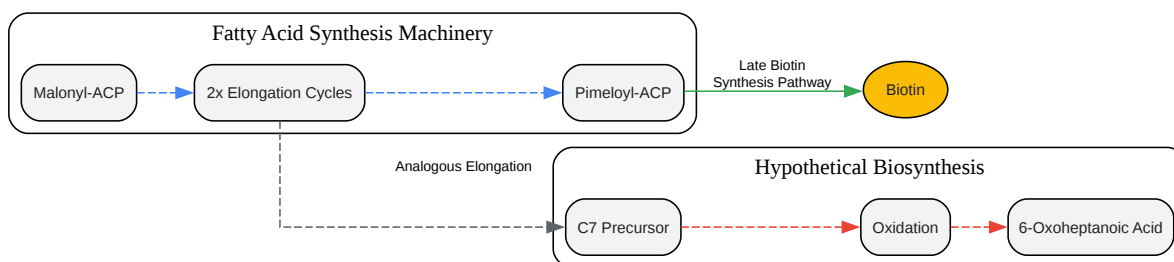 Fatty Acid Synthesis Machinery
Malonyl-ACP
2x Elongation Cycles
Pimeloyl-ACP
Late Biotin
Synthesis Pathway
Biotin
Analogous Elongation
Hypothetical Biosynthesis
C7 Precursor
Oxidation
6-Oxoheptanoic Acid